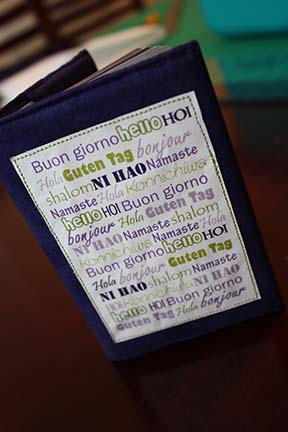 Buon giorno hello HOI
Hola Guten Tag bonjour
shalom NI HAO Namaste
Namaste Hola Konnichiwa
hello HOI Buon giorno
bonjour Hola Guten Tag
NI HAO shalom
Konnichiwa Namaste
Buon giorno hello HOI
Hola bonjour Guten Tag
NI HAO shalom Namaste
shalom Konnichiwa NI HAO
hello HOI Buon giorno
Guten Tag Hola bonjour